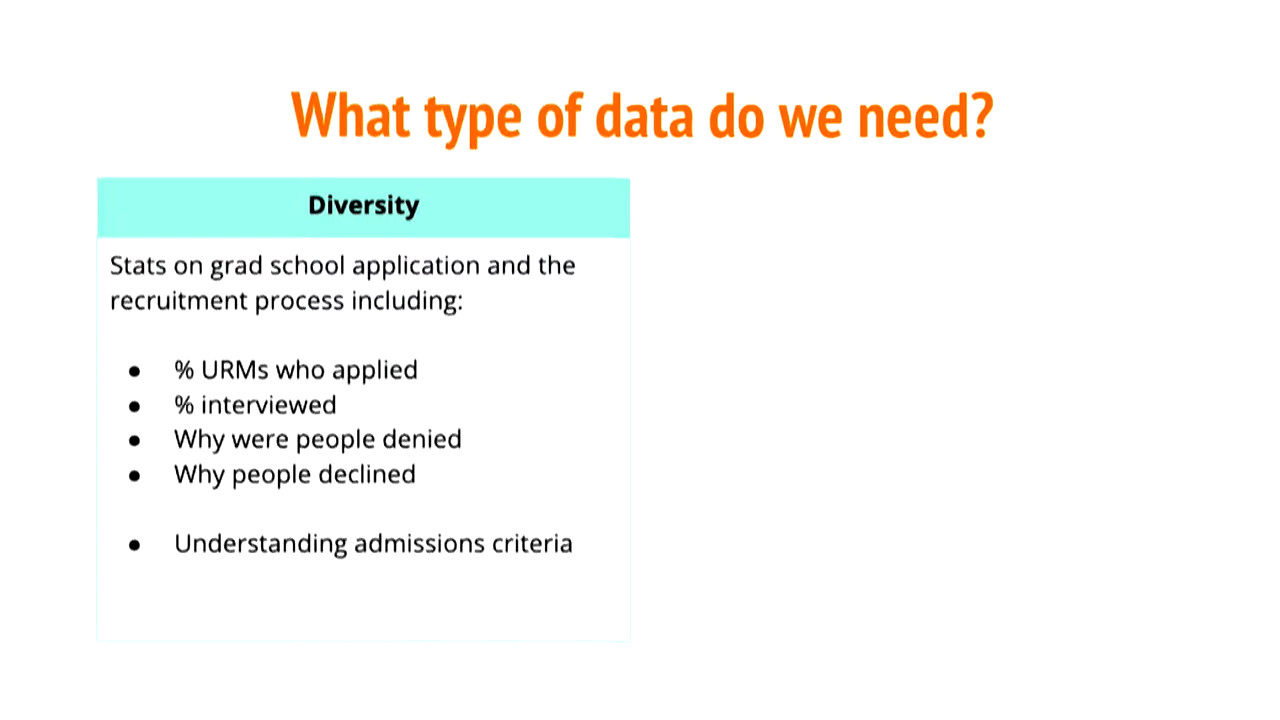 What type of data do we need?
Diversity
Stats on grad school application and the
recruitment process including:
● % URMs who applied
● % interviewed
● Why were people denied
● Why people declined
● Understanding admissions criteria